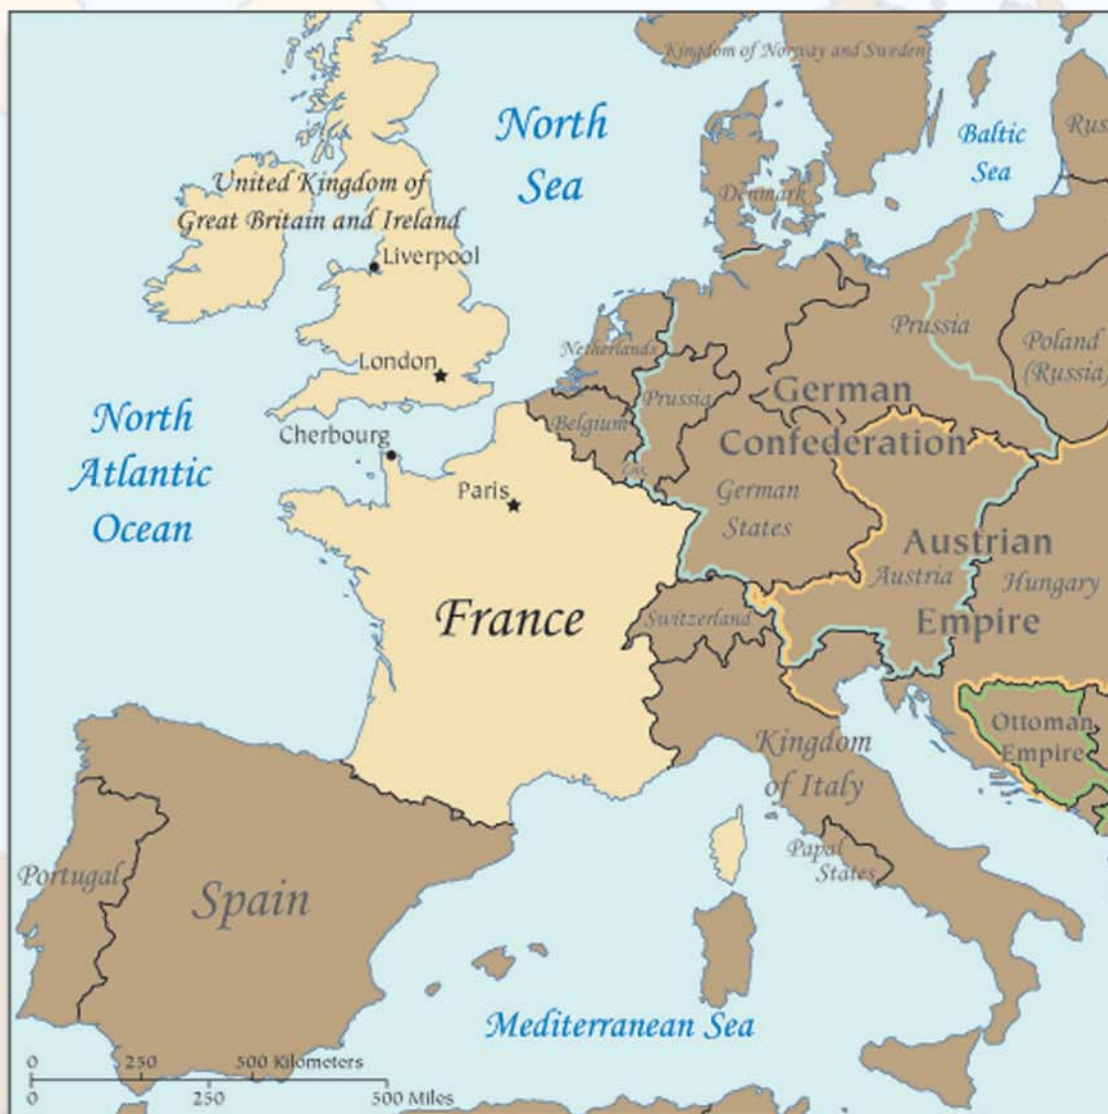 Kingdom of Norway and Sweden
North
Sea
Baltic
Sea
Rus
United Kingdom of
Great Britain and Ireland
Denmark
Liverpool
Prussia
Poland
(Russia)
Netherlands
London
German
Prussia
North
Atlantic
Ocean
Belgium
Cherbourg
Confederation
Lux.
Paris
German
States
Austrian
Austria
Hungary
France
Switzerland
Empire
Ottoman
Empire
Kingdom
of Italy
Papal
States
Portugal
Spain
Mediterranean Sea
0 250 500 Kilometers
0 250 500 Miles